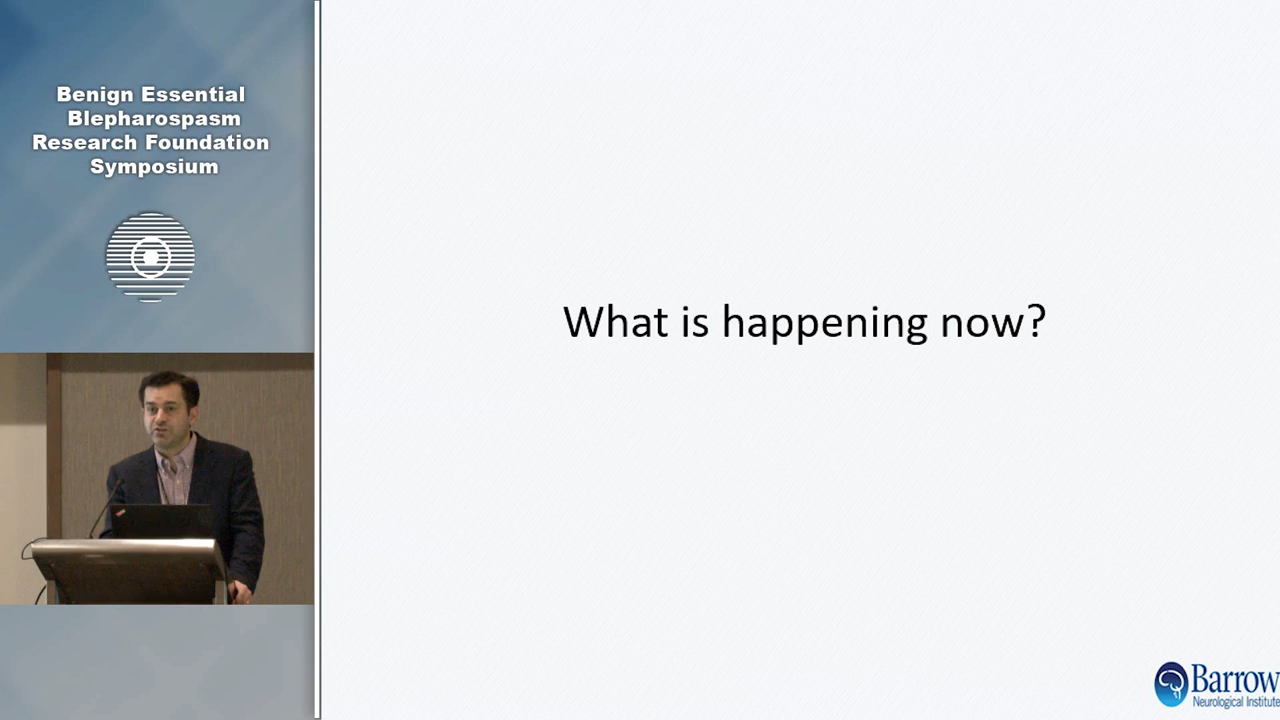 Benign Essential
Blepharospasm
Research Foundation
Symposium
What is happening now?
Barrow
Neurological Institute